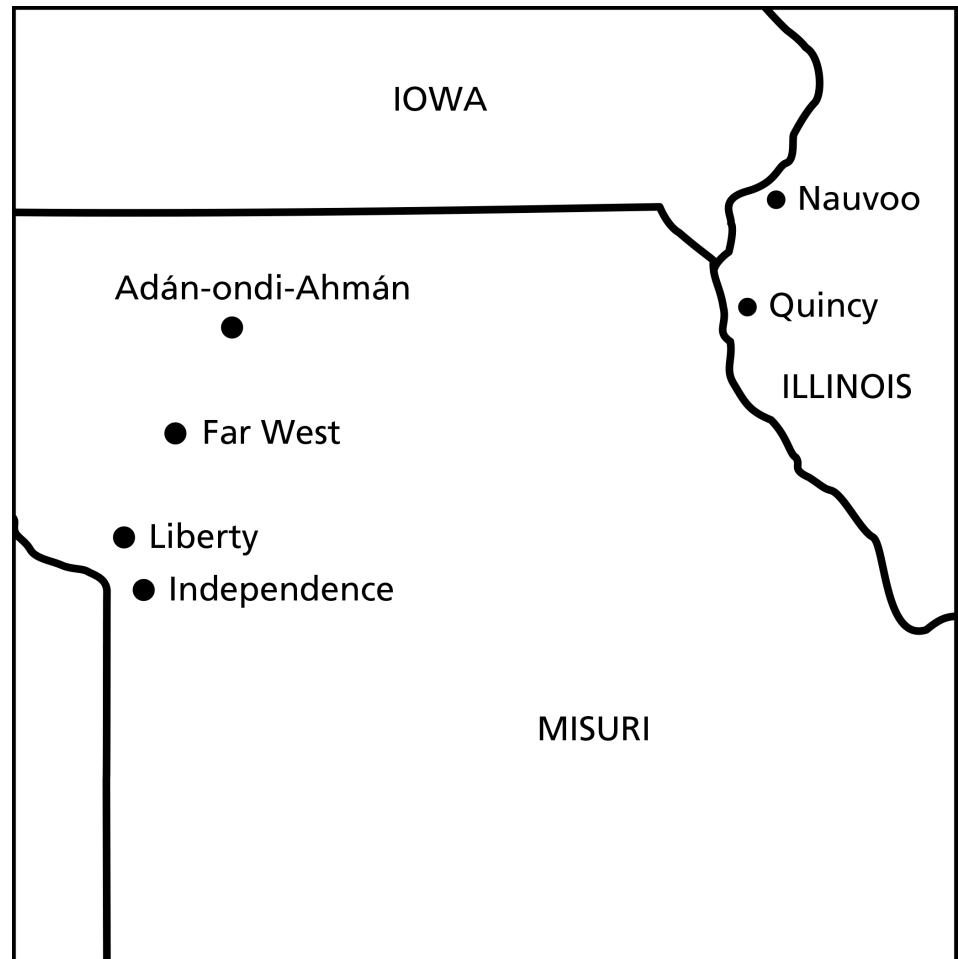 IOWA
Nauvoo
Adán-ondi-Ahmán
Quincy
ILLINOIS
Far West
Liberty
Independence
MISURI